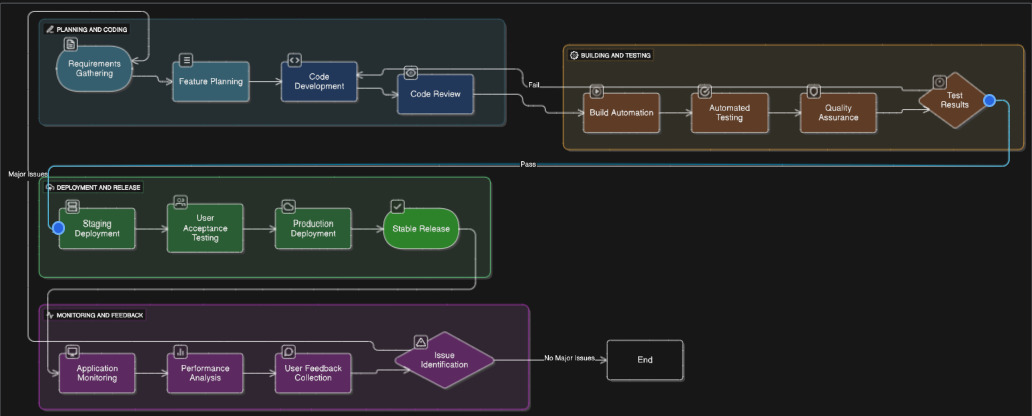 PLANNING AND CODING
Requirements
Gathering
Feature Planning
Code
Development
Code Review
BUILDING AND TESTING
Fail
Build Automation
Automated
Testing
Quality
Assurance
Test
Results
Pass
Major Issues
DEPLOYMENT AND RELEASE
Staging
Deployment
User
Acceptance
Testing
Production
Deployment
Stable Release
MONITORING AND FEEDBACK
Application
Monitoring
Performance
Analysis
User Feedback
Collection
Issue
Identification
No Major Issues
End